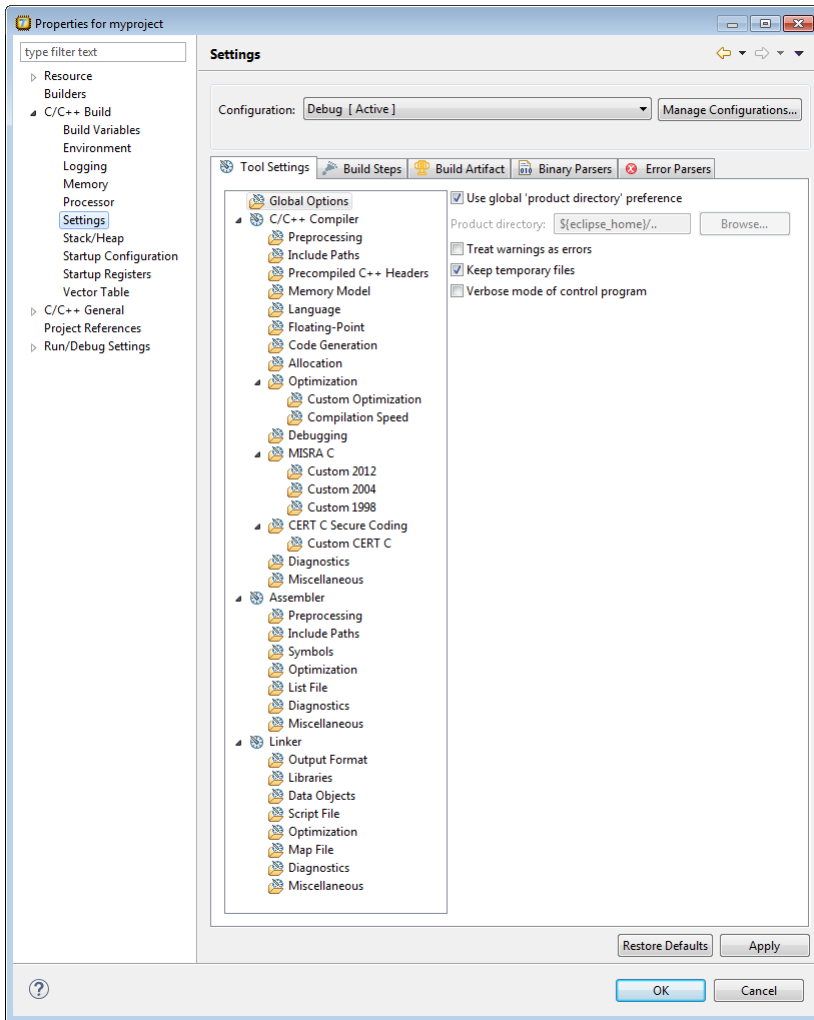 Properties for myproject
type filter text
Resource
Builders
C/C++ Build
Build Variables
Environment
Logging
Memory
Processor
Settings
Stack/Heap
Startup Configuration
Startup Registers
Vector Table
C/C++ General
Project References
Run/Debug Settings
Settings
Configuration: Debug [ Active ] Manage Configurations...
Tool Settings Build Steps Build Artifact Binary Parsers Error Parsers
Global Options
C/C++ Compiler
Preprocessing
Include Paths
Precompiled C++ Headers
Memory Model
Language
Floating-Point
Code Generation
Allocation
Optimization
Custom Optimization
Compilation Speed
Debugging
MISRA C
Custom 2012
Custom 2004
Custom 1998
CERT C Secure Coding
Custom CERT C
Diagnostics
Miscellaneous
Assembler
Preprocessing
Include Paths
Symbols
Optimization
List File
Diagnostics
Miscellaneous
Linker
Output Format
Libraries
Data Objects
Script File
Optimization
Map File
Diagnostics
Miscellaneous
Use global 'product directory' preference
Product directory: ${eclipse_home}/.. Browse...
Treat warnings as errors
Keep temporary files
Verbose mode of control program
Restore Defaults Apply
OK Cancel